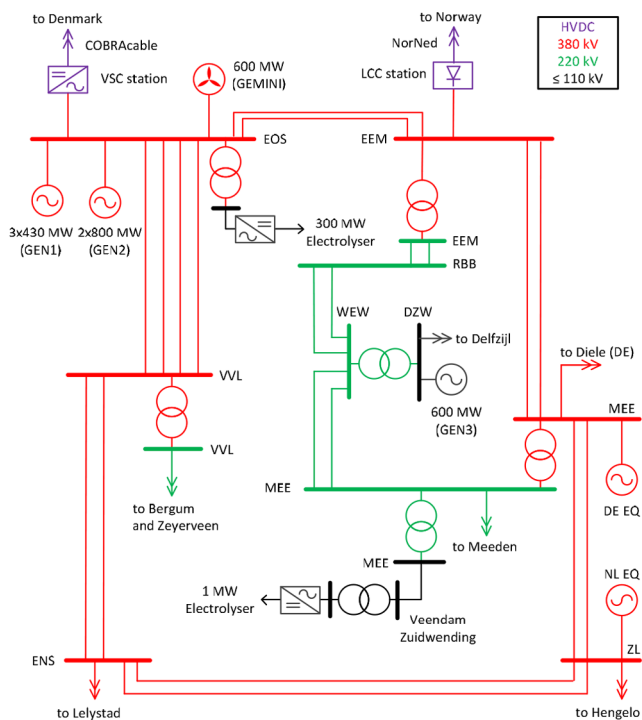 to Denmark
COBRAcable
VSC station
600 MW
(GEMINI)
to Norway
NorNed
LCC station
HVDC
380 kV
220 kV
≤ 110 kV
EOS
EEM
3x430 MW
(GEN1)
2x800 MW
(GEN2)
300 MW
Electrolyser
EEM
RBB
WEW
DZW
to Delfzijl
600 MW
(GEN3)
to Diele (DE)
VVL
MEE
VVL
MEE
DE EQ
to Bergum
and Zeyerveen
to Meeden
MEE
1 MW
Electrolyser
Veendam
Zuidwending
NL EQ
ENS
ZL
to Lelystad
to Hengelo